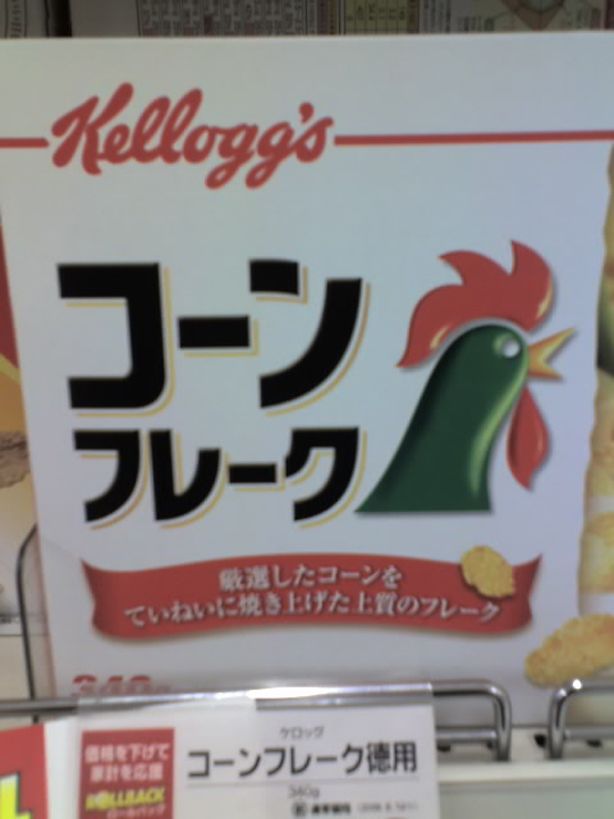 Kellogg's
コーン
フレーク
厳選したコーンを
ていねいに焼き上げた上質のフレーク
価格を下げて
家計を応援
ROLLBACK
ロールバック
ケロッグ
コーンフレーク徳用
360g